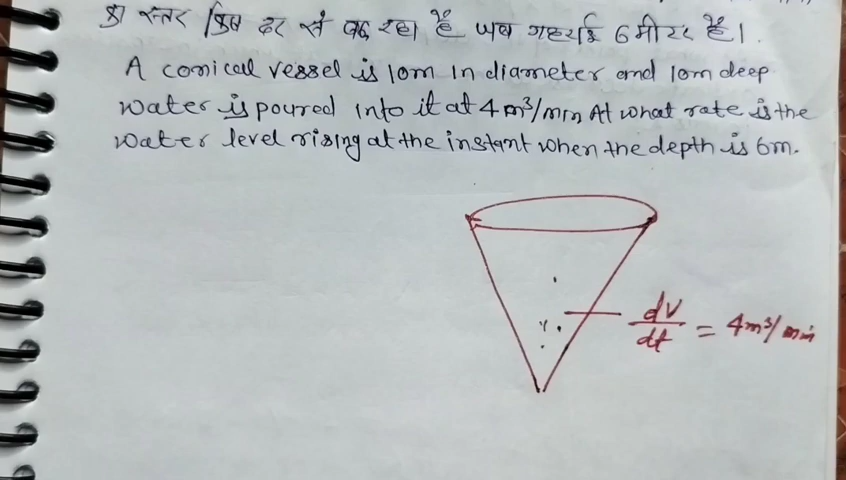 का स्तर किस दर से बढ़ रहा है जब गहराई 6 मीटर है।.
A conical vessel is 10m in diameter and 10m deep
water is poured into it at 4m³/min At what rate is the
water level rising at the instant when the depth is 6m.
dV/dt = 4m³/min